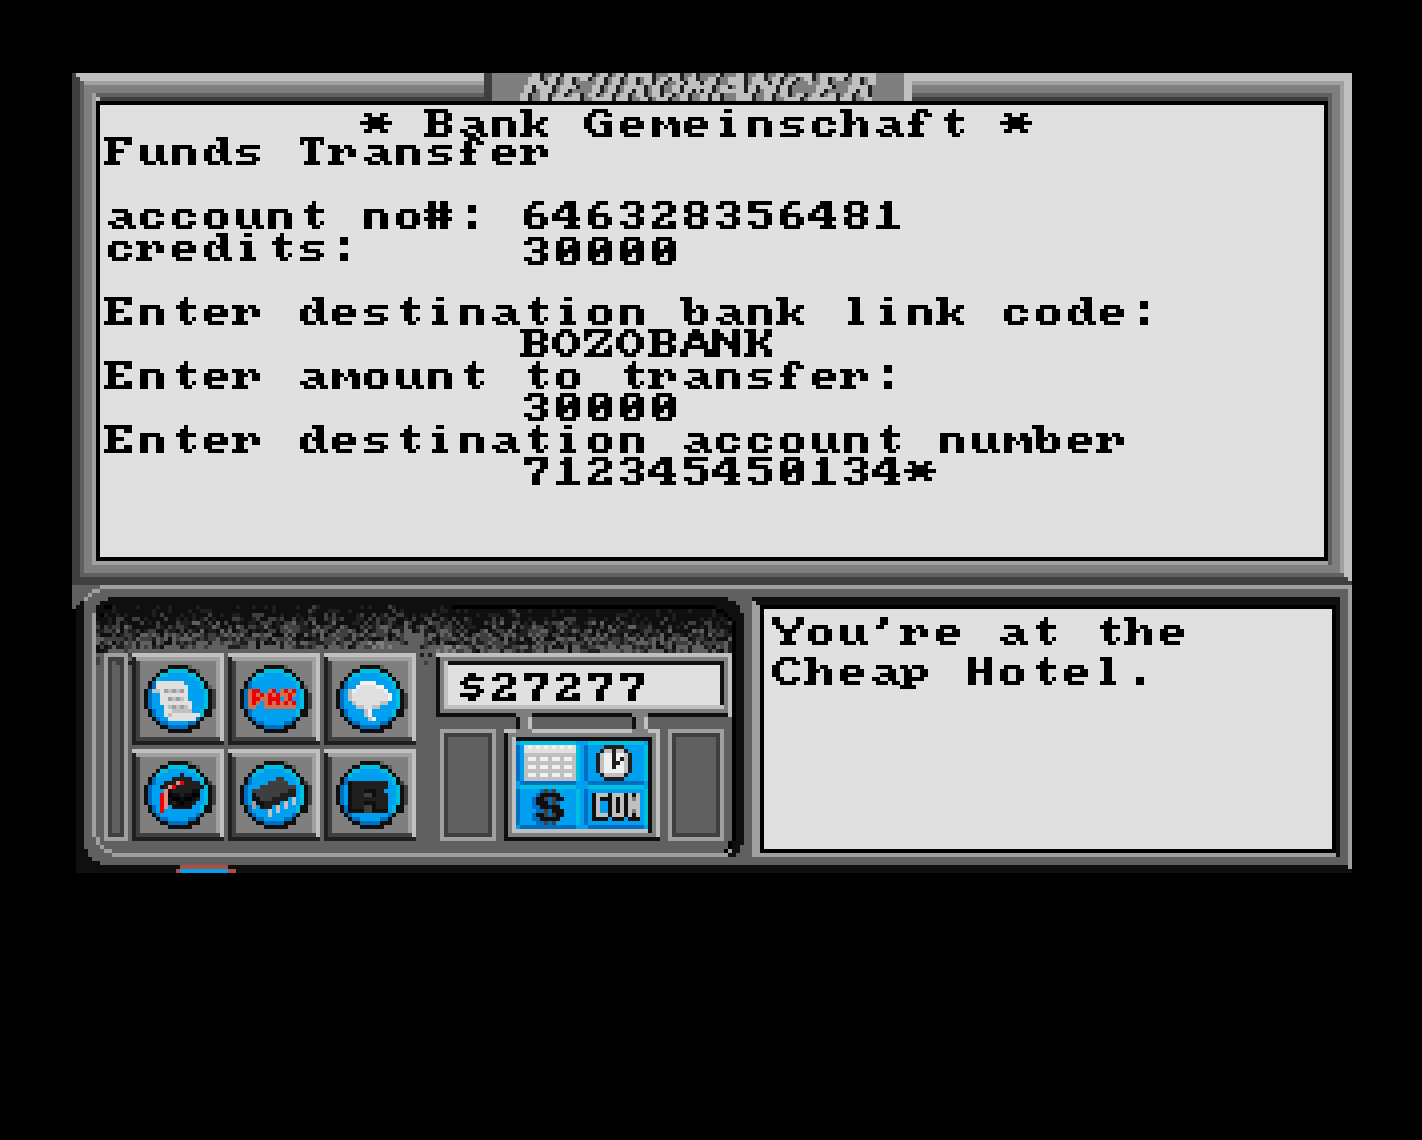 NEUROMANCER
* Bank Gemeinschaft *
Funds Transfer
account no#: 646328356481
credits: 30000
Enter destination bank link code:
BOZOBANK
Enter amount to transfer:
30000
Enter destination account number
712345450134*
You're at the
Cheap Hotel.
PAX
$27277
$ COM